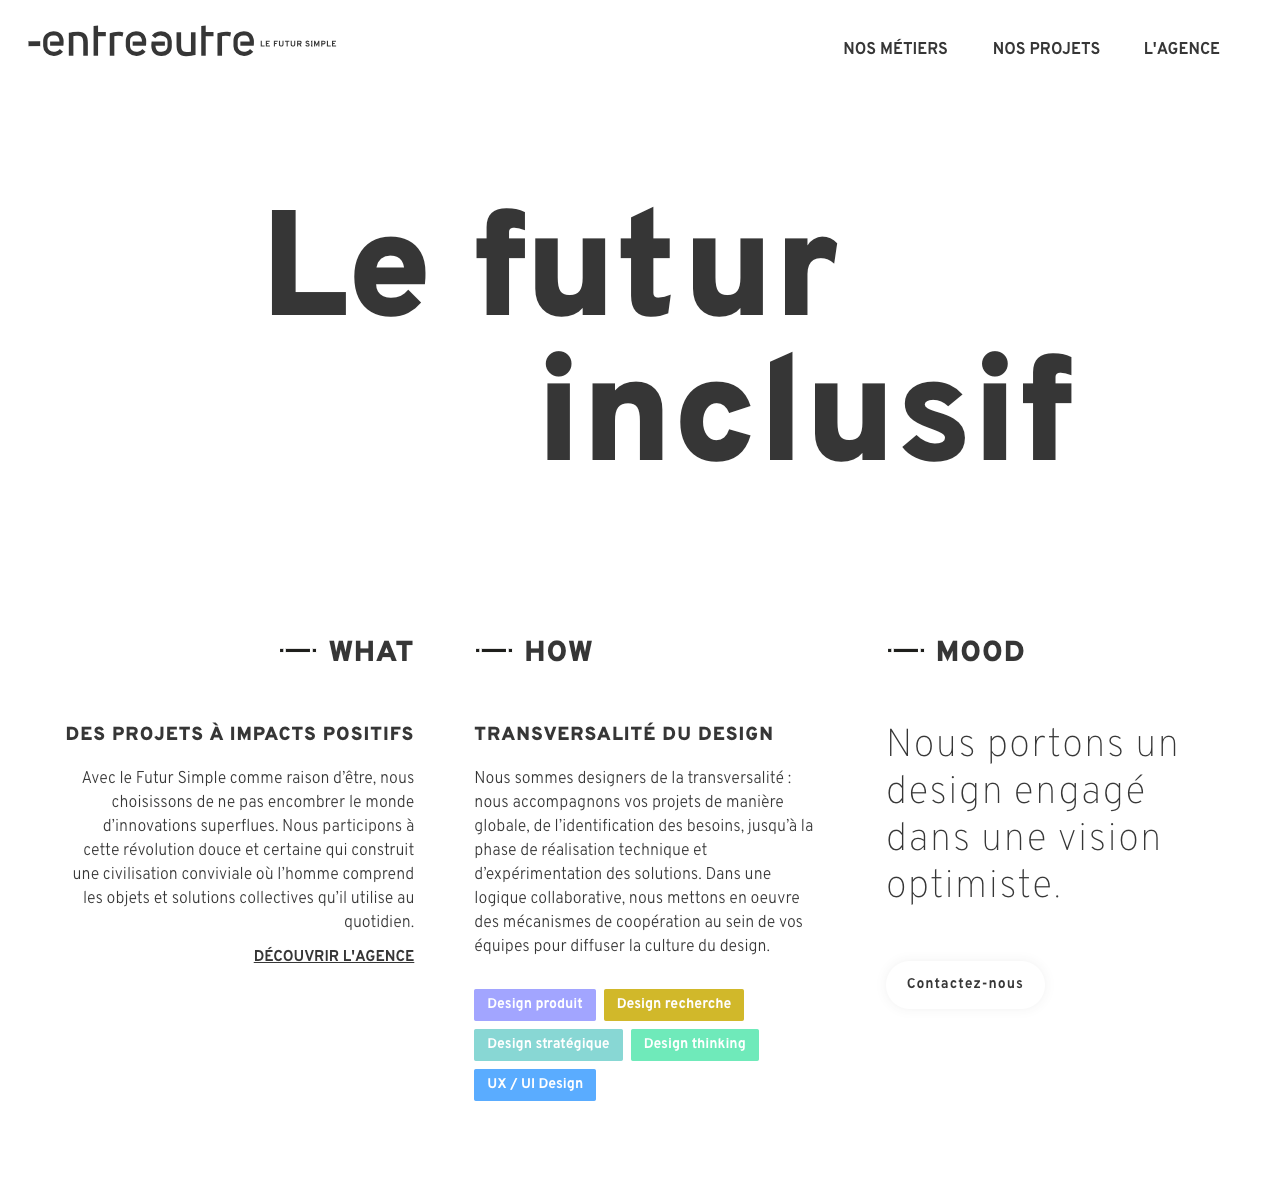 -entreautre LE FUTUR SIMPLE
NOS MÉTIERS
NOS PROJETS
L'AGENCE
Le futur
inclusif
WHAT
DES PROJETS À IMPACTS POSITIFS
Avec le Futur Simple comme raison d’être, nous
choisissons de ne pas encombrer le monde
d’innovations superflues. Nous participons à
cette révolution douce et certaine qui construit
une civilisation conviviale où l’homme comprend
les objets et solutions collectives qu’il utilise au
quotidien.
DÉCOUVRIR L'AGENCE
HOW
TRANSVERSALITÉ DU DESIGN
Nous sommes designers de la transversalité :
nous accompagnons vos projets de manière
globale, de l’identification des besoins, jusqu’à la
phase de réalisation technique et
d’expérimentation des solutions. Dans une
logique collaborative, nous mettons en oeuvre
des mécanismes de coopération au sein de vos
équipes pour diffuser la culture du design.
Design produit
Design recherche
Design stratégique
Design thinking
UX / UI Design
MOOD
Nous portons un
design engagé
dans une vision
optimiste.
Contactez-nous